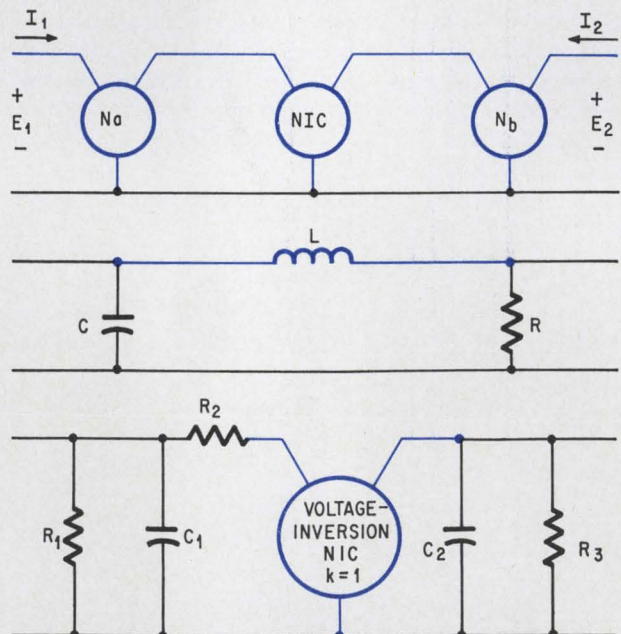 I1 I2
+ E1 - Na NIC Nb + E2 -
L
C R
R2
R1 C1 VOLTAGE- C2 R3
INVERSION
NIC
k = 1